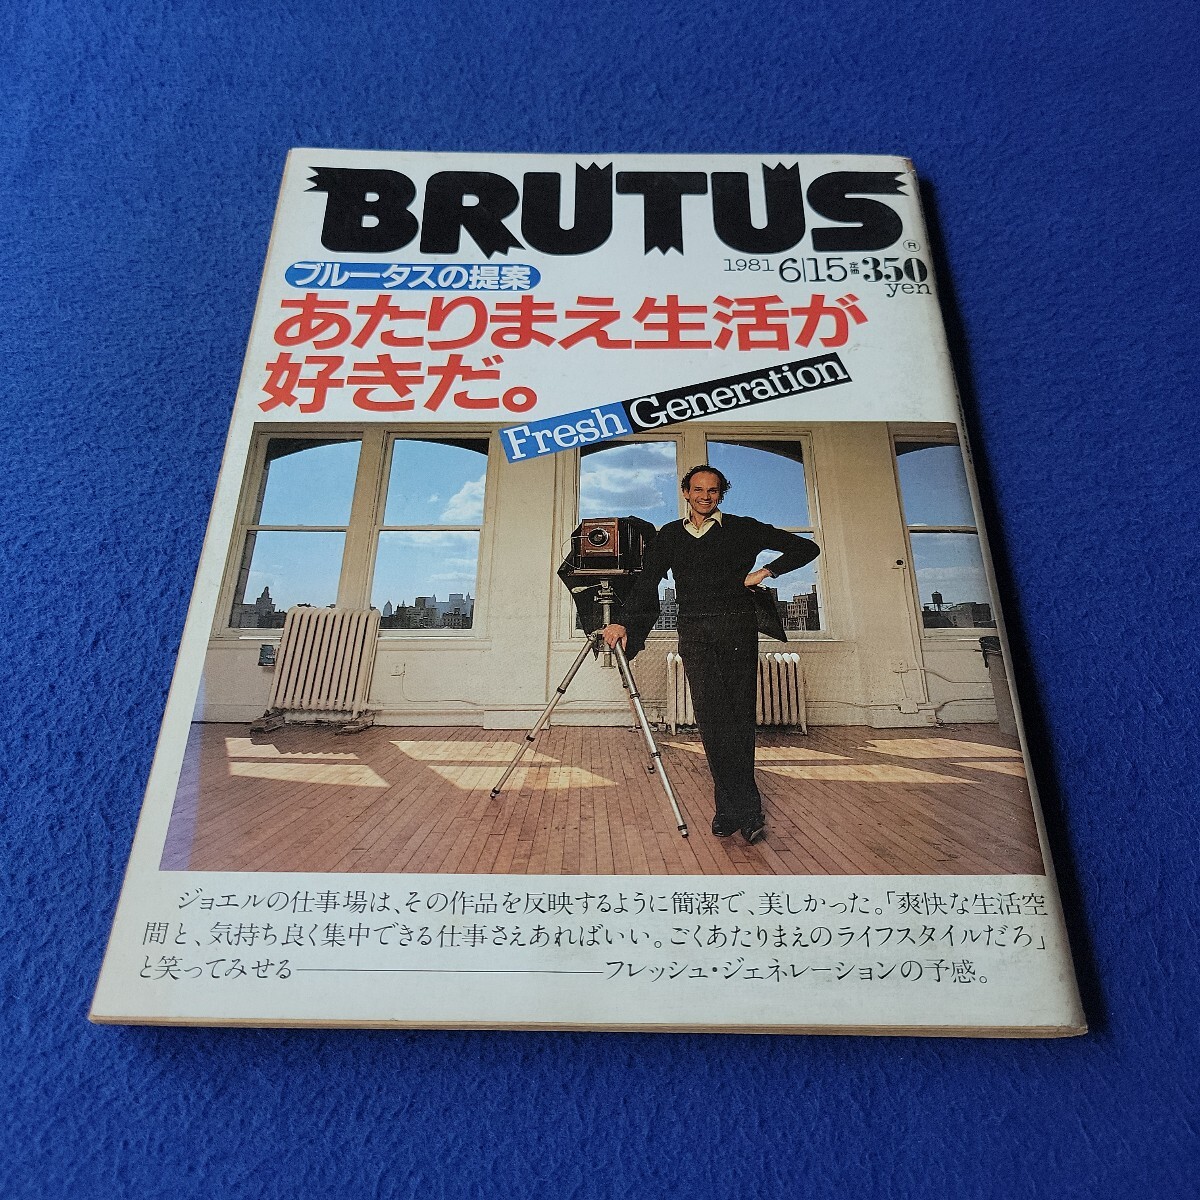 BRUTUS
®
1981 6/15 定価 350 yen
ブルータスの提案
あたりまえ生活が
好きだ。
Fresh Generation
ジョエルの仕事場は、その作品を反映するように簡潔で、美しかった。「爽快な生活空
間と、気持ち良く集中できる仕事さえあればいい。ごくあたりまえのライフスタイルだろ」
と笑ってみせる――――――フレッシュ・ジェネレーションの予感。